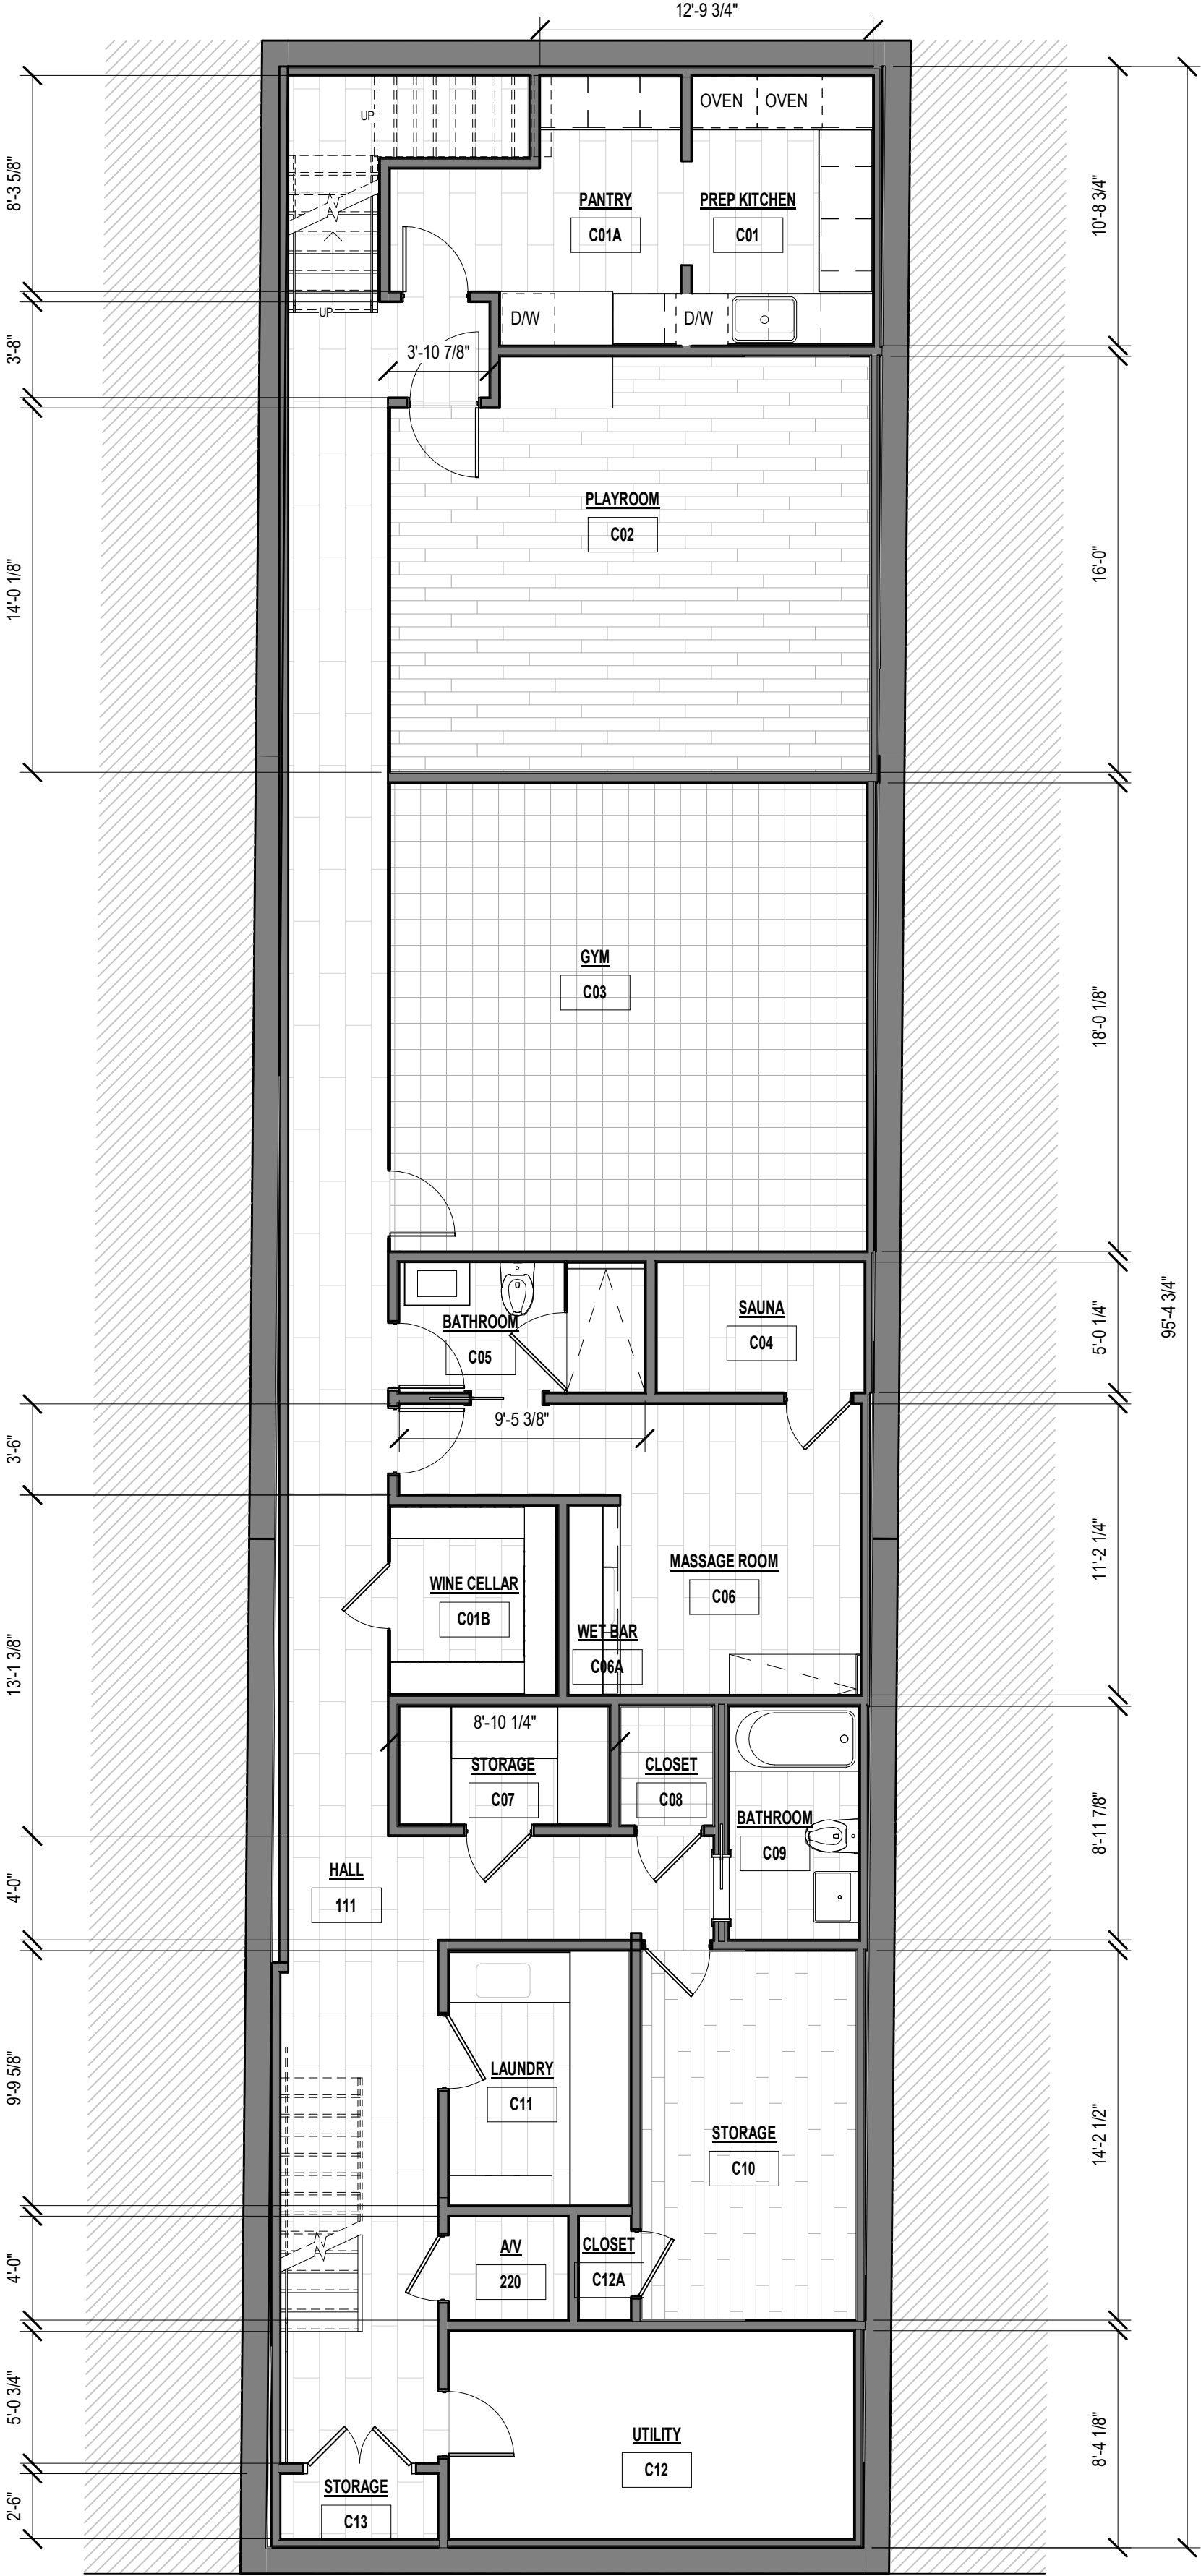 12'-9 3/4"
OVEN OVEN
UP
8'-3 5/8"
PANTRY
C01A
PREP KITCHEN
C01
10'-8 3/4"
UP
D/W
D/W
3'-8"
3'-10 7/8"
PLAYROOM
C02
14'-0 1/8"
16'-0"
GYM
C03
18'-0 1/8"
BATHROOM
C05
SAUNA
C04
5'-0 1/4"
95'-4 3/4"
9'-5 3/8"
3'-6"
MASSAGE ROOM
C06
11'-2 1/4"
WINE CELLAR
C01B
WET BAR
C06A
13'-1 3/8"
8'-10 1/4"
STORAGE
C07
CLOSET
C08
BATHROOM
C09
8'-11 7/8"
HALL
111
4'-0"
LAUNDRY
C11
9'-9 5/8"
STORAGE
C10
14'-2 1/2"
A/V
220
CLOSET
C12A
4'-0"
5'-0 3/4"
UTILITY
C12
8'-4 1/8"
STORAGE
C13
2'-6"